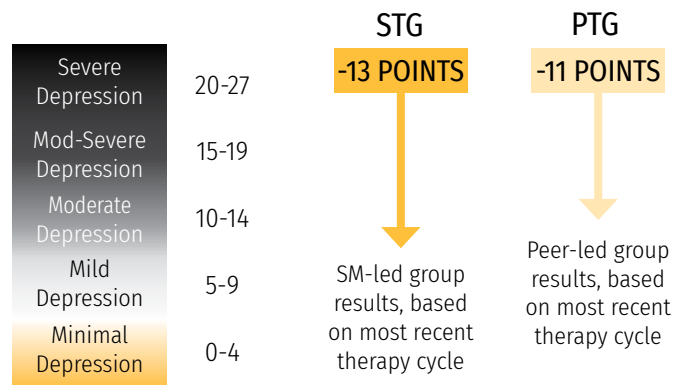 STG
PTG
-13 POINTS
-11 POINTS
Severe
Depression
20-27
Mod-Severe
Depression
15-19
Moderate
Depression
10-14
Mild
Depression
5-9
Minimal
Depression
0-4
SM-led group
results, based
on most recent
therapy cycle
Peer-led group
results, based
on most recent
therapy cycle